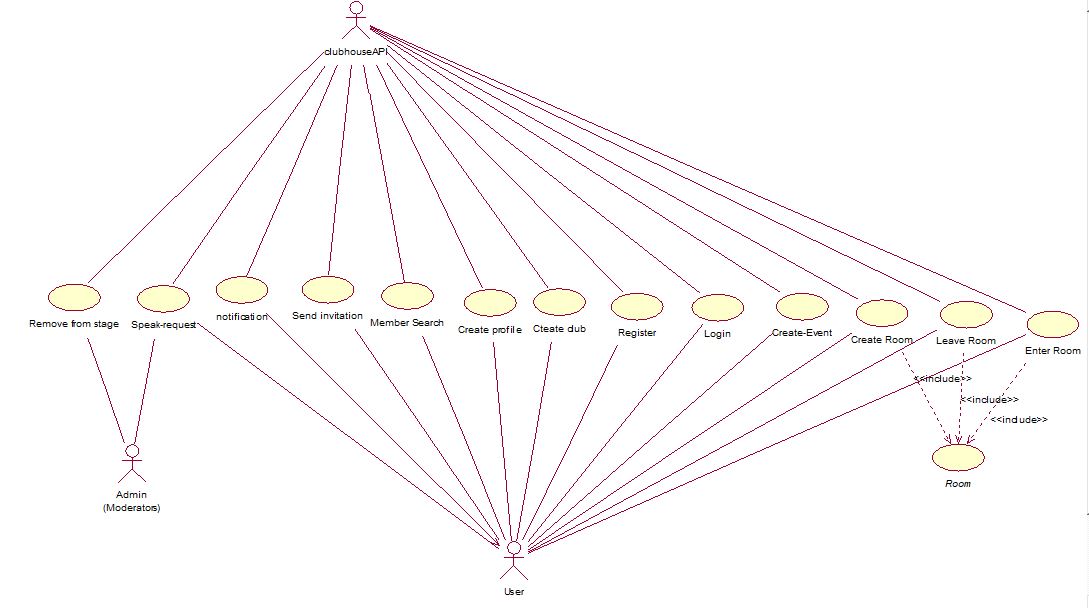 clubhouseAPI
Remove from stage
Speak-request
notification
Send invitation
Member Search
Create profile
Cteate club
Register
Login
Create-Event
Create Room
Leave Room
Enter Room
<<include>>
<<include>>
<<include>>
Room
Admin
(Moderators)
User